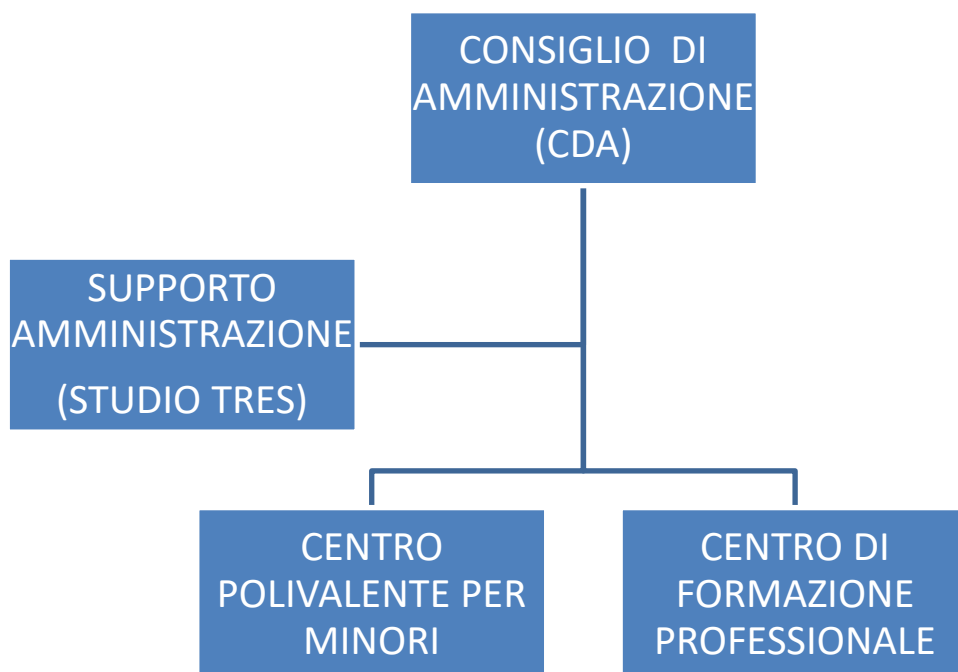 CONSIGLIO DI
AMMINISTRAZIONE
(CDA)
SUPPORTO
AMMINISTRAZIONE
(STUDIO TRES)
CENTRO
POLIVALENTE PER
MINORI
CENTRO DI
FORMAZIONE
PROFESSIONALE